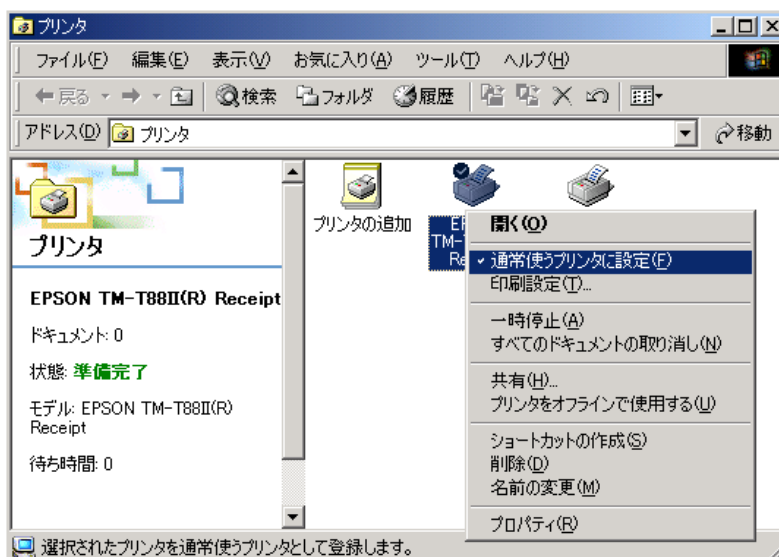 プリンタ
ファイル(F) 編集(E) 表示(V) お気に入り(A) ツール(T) ヘルプ(H)
戻る 検索 フォルダ 履歴
アドレス(D) プリンタ 移動
プリンタ
EPSON TM-T88II(R) Receipt
ドキュメント: 0
状態: 準備完了
モデル: EPSON TM-T88II(R)
Receipt
待ち時間: 0
プリンタの追加
開く(O)
通常使うプリンタに設定(F)
印刷設定(T)...
一時停止(A)
すべてのドキュメントの取り消し(N)
共有(H)...
プリンタをオフラインで使用する(U)
ショートカットの作成(S)
削除(D)
名前の変更(M)
プロパティ(R)
選択されたプリンタを通常使うプリンタとして登録します。